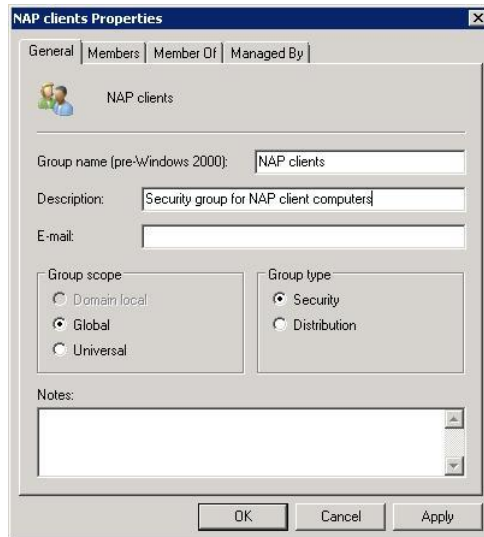 NAP clients Properties
General Members Member Of Managed By
NAP clients
Group name (pre-Windows 2000): NAP clients
Description: Security group for NAP client computers
E-mail:
Group scope Group type
Domain local Security
Global Distribution
Universal
Notes:
OK Cancel Apply